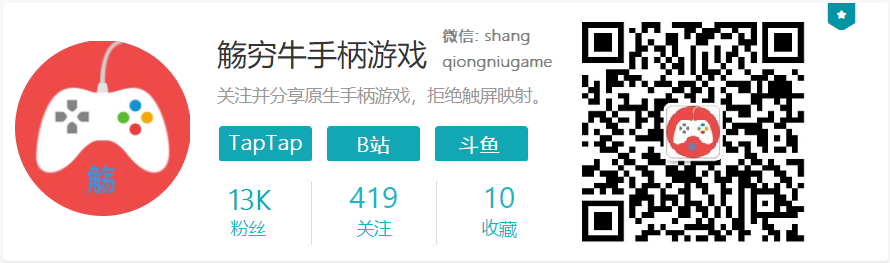 觞穷牛手柄游戏
微信: shang
qiongniugame
关注并分享原生手柄游戏，拒绝触屏映射。
TapTap
B站
斗鱼
13K
419
10
粉丝
关注
收藏
觞